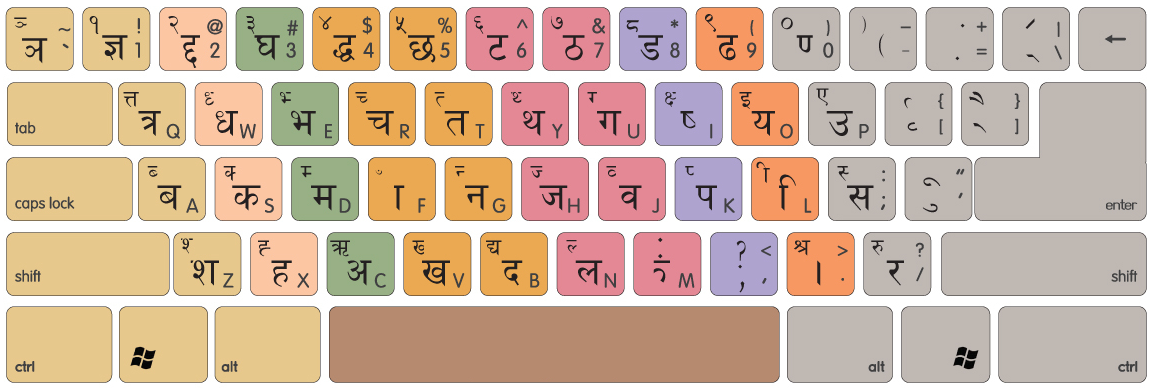 ञ ञ ~ ` १ ज्ञ ! 1 २ द्द @ 2 ३ घ # 3 ४ द्ध $ 4 ५ छ % 5 ६ ट ^ 6 ७ ठ & 7 ८ ड * 8 ९ ढ ( 9 ० ण ) 0 ) ( – - . . + = ॅ ् | \ ←
tab त्त त्र Q ध ध W भ भ E च च R त त T थ थ Y ग ग U क्ष ष I इ य O ए उ P ृ { [ ै े } ]
caps lock ब ब A क क S म म D ँ ा F न न G ज ज H व व J प प K ी ि L स स : ; ू ु " ' enter
shift श श Z ह ह X ऋ अ C ख ख V द्य द B ल ल N ं M ? , < , श्र । > . रु र ? / shift
ctrl alt alt ctrl